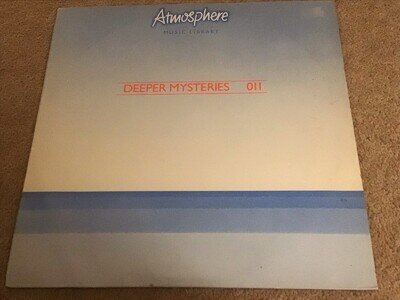 Atmosphere
MUSIC LIBRARY
DEEPER MYSTERIES 011